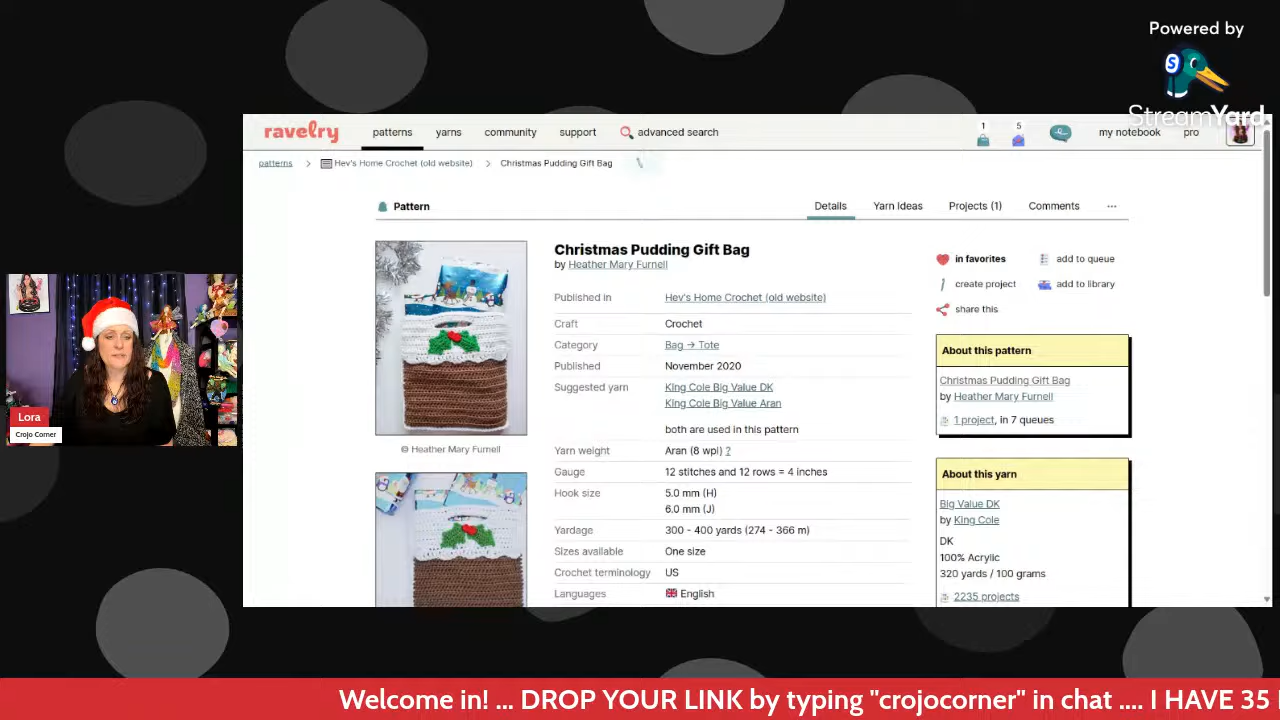 Powered by
StreamYard
ravelry
patterns yarns community support advanced search 1 5 my notebook pro
patterns Hev's Home Crochet (old website) Christmas Pudding Gift Bag
Pattern Details Yarn Ideas Projects (1) Comments ...
Christmas Pudding Gift Bag
by Heather Mary Furnell
Published in Hev's Home Crochet (old website)
Craft Crochet
Category Bag → Tote
Published November 2020
Suggested yarn King Cole Big Value DK
King Cole Big Value Aran
both are used in this pattern
Yarn weight Aran (8 wpi) ?
Gauge 12 stitches and 12 rows = 4 inches
Hook size 5.0 mm (H)
6.0 mm (J)
Yardage 300 - 400 yards (274 - 366 m)
Sizes available One size
Crochet terminology US
Languages English
© Heather Mary Furnell
in favorites add to queue
create project add to library
share this
About this pattern
Christmas Pudding Gift Bag
by Heather Mary Furnell
1 project, in 7 queues
About this yarn
Big Value DK
by King Cole
DK
100% Acrylic
320 yards / 100 grams
2235 projects
Lora
Crojo Corner
Welcome in! ... DROP YOUR LINK by typing "crojocorner" in chat .... I HAVE 35